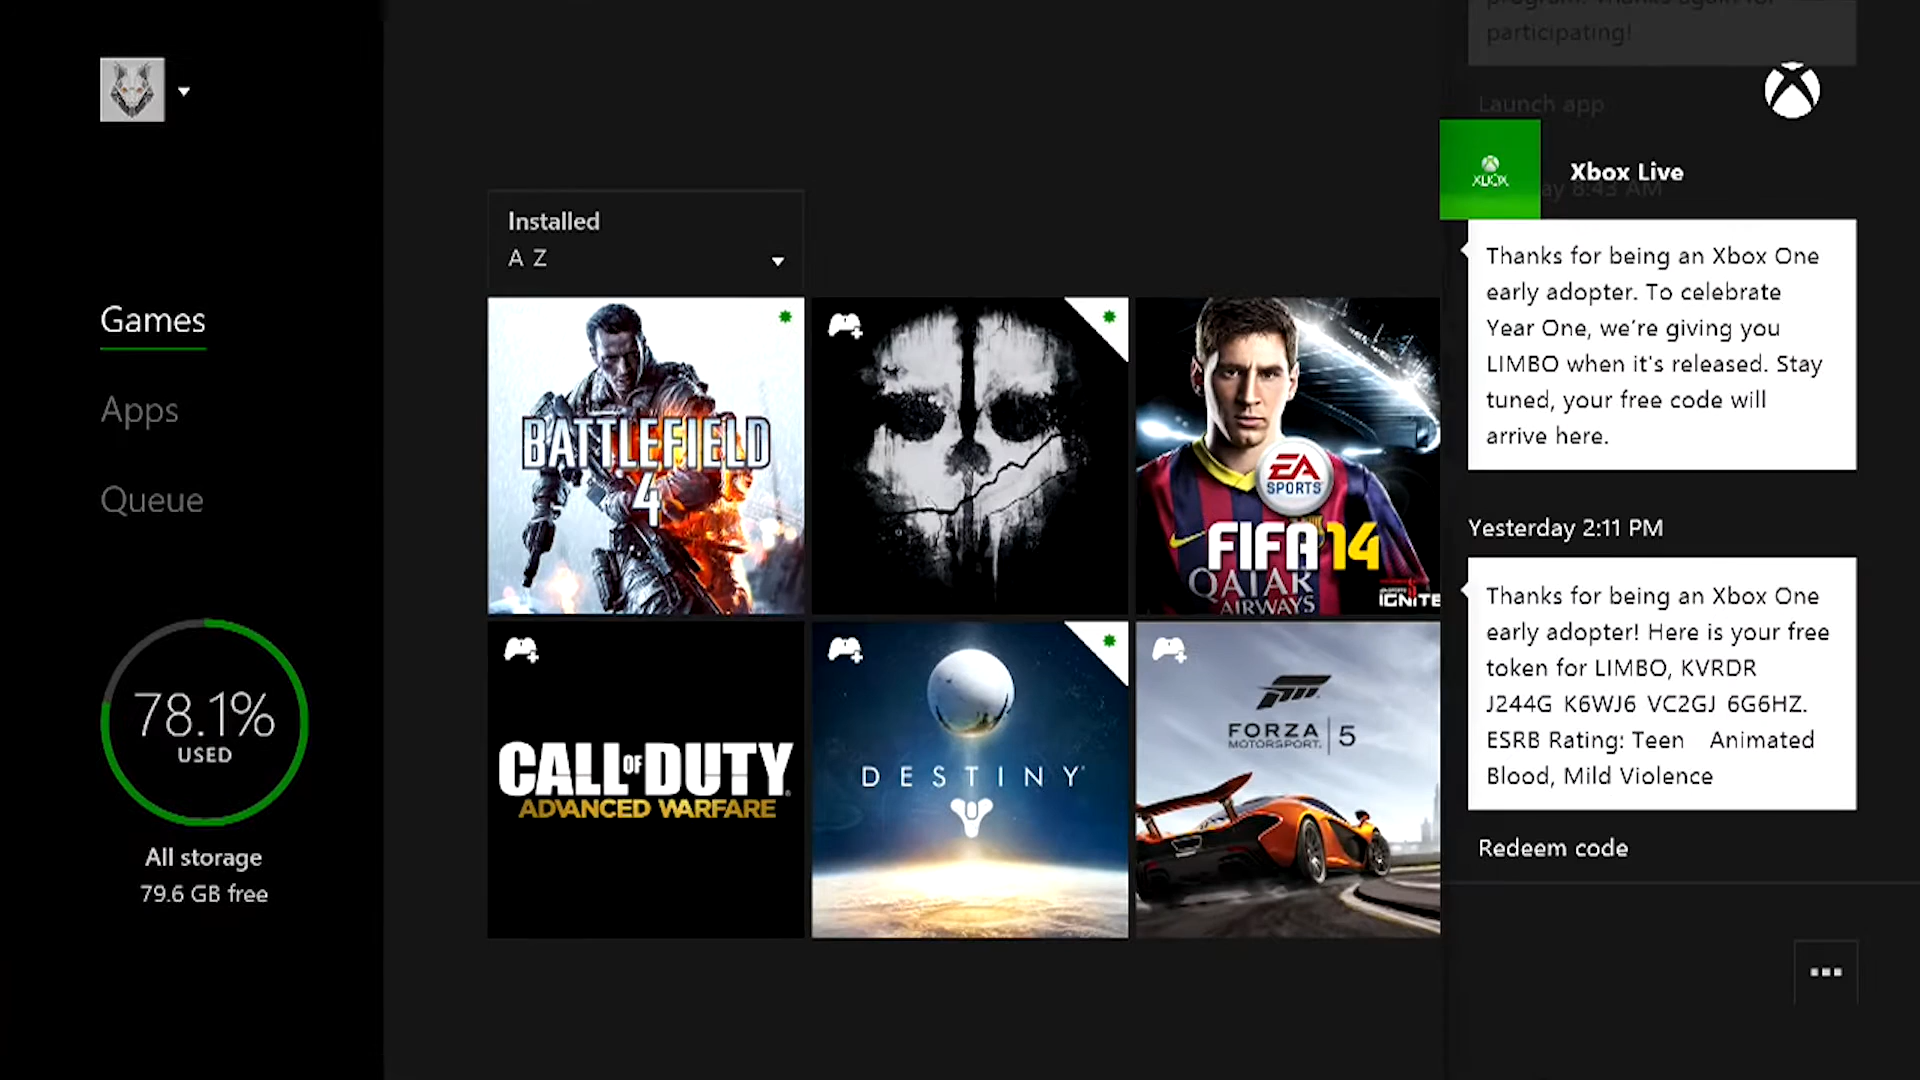 Games
Apps
Queue
78.1%
USED
All storage
79.6 GB free
Installed
A Z
BATTLEFIELD
4
EA
SPORTS
FIFA 14
QATAR
AIRWAYS
IGNITE
CALL OF DUTY
ADVANCED WARFARE
DESTINY
FORZA
MOTORSPORT. 5
participating!
Launch app
XBOX
Xbox Live
8:43 AM
Thanks for being an Xbox One
early adopter. To celebrate
Year One, we're giving you
LIMBO when it's released. Stay
tuned, your free code will
arrive here.
Yesterday 2:11 PM
Thanks for being an Xbox One
early adopter! Here is your free
token for LIMBO, KVRDR
J244G K6WJ6 VC2GJ 6G6HZ.
ESRB Rating: Teen Animated
Blood, Mild Violence
Redeem code